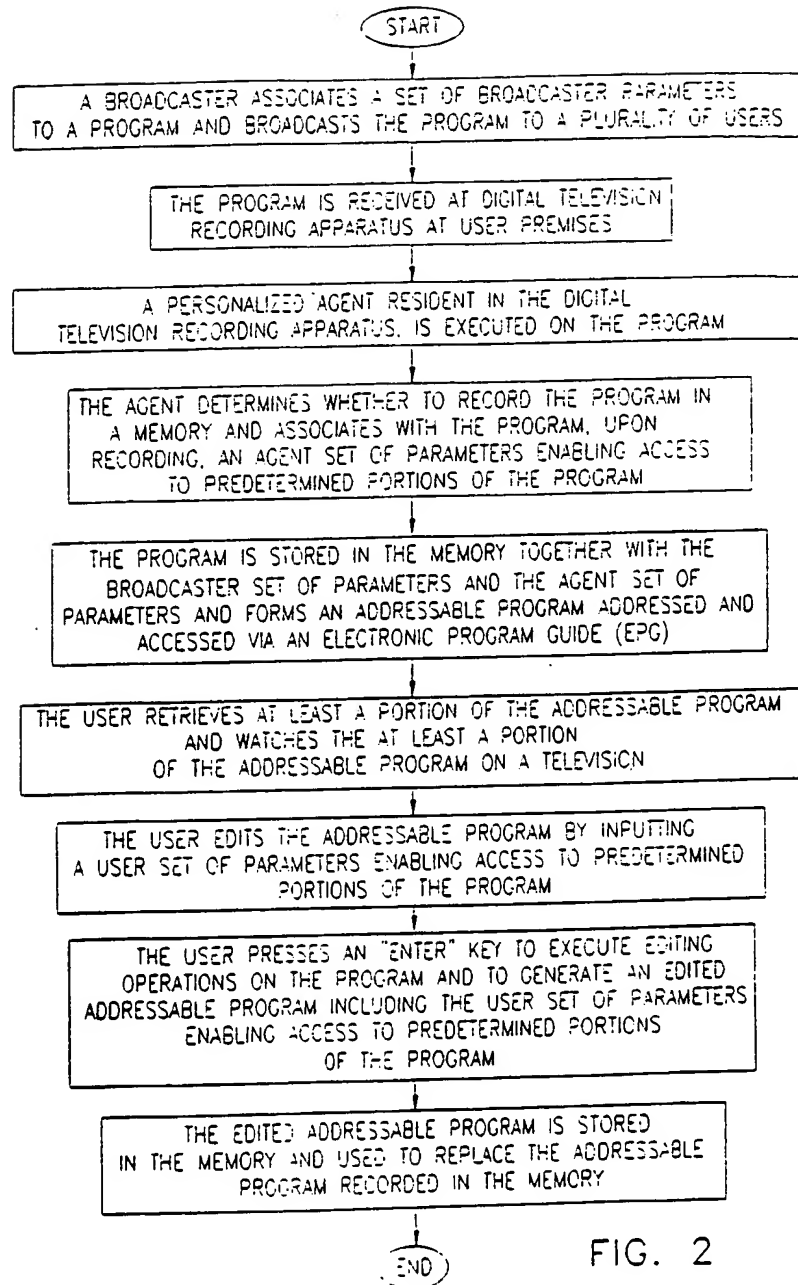 START
A BROADCASTER ASSOCIATES A SET OF BROADCASTER PARAMETERS
TO A PROGRAM AND BROADCASTS THE PROGRAM TO A PLURALITY OF USERS
THE PROGRAM IS RECEIVED AT DIGITAL TELEVISION
RECORDING APPARATUS AT USER PREMISES
A PERSONALIZED AGENT RESIDENT IN THE DIGITAL
TELEVISION RECORDING APPARATUS, IS EXECUTED ON THE PROGRAM
THE AGENT DETERMINES WHETHER TO RECORD THE PROGRAM IN
A MEMORY AND ASSOCIATES WITH THE PROGRAM, UPON
RECORDING, AN AGENT SET OF PARAMETERS ENABLING ACCESS
TO PREDETERMINED PORTIONS OF THE PROGRAM
THE PROGRAM IS STORED IN THE MEMORY TOGETHER WITH THE
BROADCASTER SET OF PARAMETERS AND THE AGENT SET OF
PARAMETERS AND FORMS AN ADDRESSABLE PROGRAM ADDRESSED AND
ACCESSED VIA AN ELECTRONIC PROGRAM GUIDE (EPG)
THE USER RETRIEVES AT LEAST A PORTION OF THE ADDRESSABLE PROGRAM
AND WATCHES THE AT LEAST A PORTION
OF THE ADDRESSABLE PROGRAM ON A TELEVISION
THE USER EDITS THE ADDRESSABLE PROGRAM BY INPUTTING
A USER SET OF PARAMETERS ENABLING ACCESS TO PREDETERMINED
PORTIONS OF THE PROGRAM
THE USER PRESSES AN "ENTER" KEY TO EXECUTE EDITING
OPERATIONS ON THE PROGRAM AND TO GENERATE AN EDITED
ADDRESSABLE PROGRAM INCLUDING THE USER SET OF PARAMETERS
ENABLING ACCESS TO PREDETERMINED PORTIONS
OF THE PROGRAM
THE EDITED ADDRESSABLE PROGRAM IS STORED
IN THE MEMORY AND USED TO REPLACE THE ADDRESSABLE
PROGRAM RECORDED IN THE MEMORY
END
FIG. 2